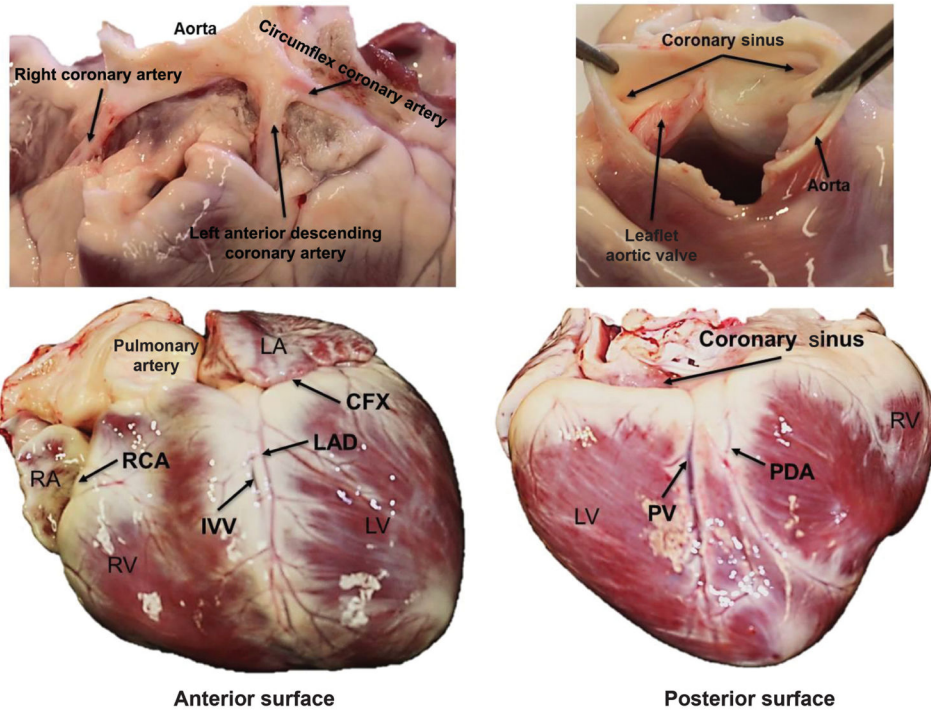 Aorta
Circumflex coronary artery
Right coronary artery
Left anterior descending
coronary artery
Coronary sinus
Aorta
Leaflet
aortic valve
Pulmonary
artery
LA
CFX
LAD
RA
RCA
IVV
LV
RV
Anterior surface
Coronary sinus
RV
PDA
PV
LV
Posterior surface